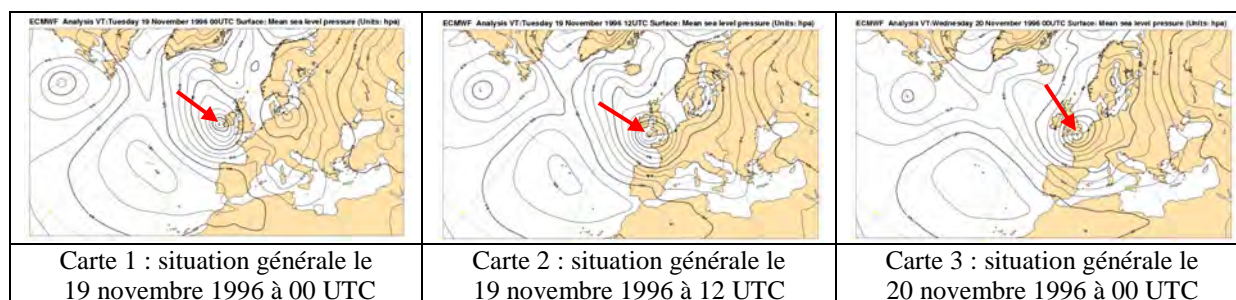 ECMWF Analysis VT:Tuesday 19 November 1996 00UTC Surface: Mean sea level pressure (Units: hpa)
ECMWF Analysis VT:Tuesday 19 November 1996 12UTC Surface: Mean sea level pressure (Units: hpa)
ECMWF Analysis VT:Wednesday 20 November 1996 00UTC Surface: Mean sea level pressure (Units: hpa)
Carte 1 : situation générale le
19 novembre 1996 à 00 UTC
Carte 2 : situation générale le
19 novembre 1996 à 12 UTC
Carte 3 : situation générale le
20 novembre 1996 à 00 UTC